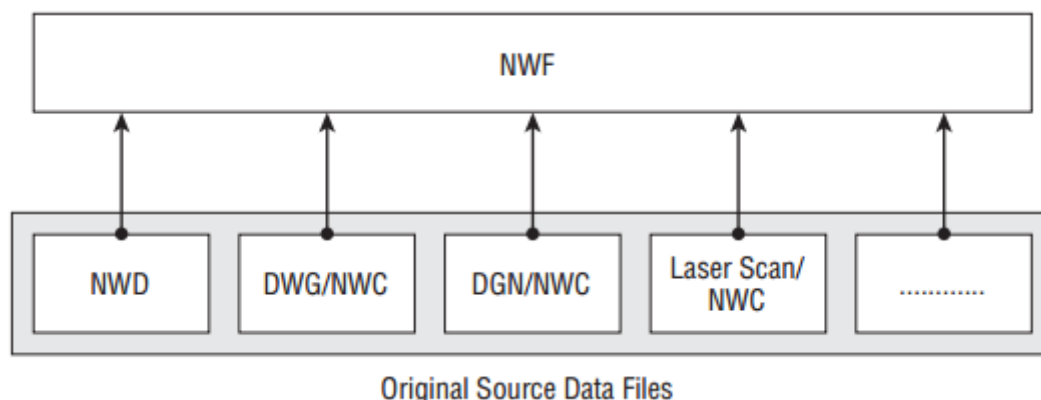 NWF
NWD
DWG/NWC
DGN/NWC
Laser Scan/
NWC
............
Original Source Data Files